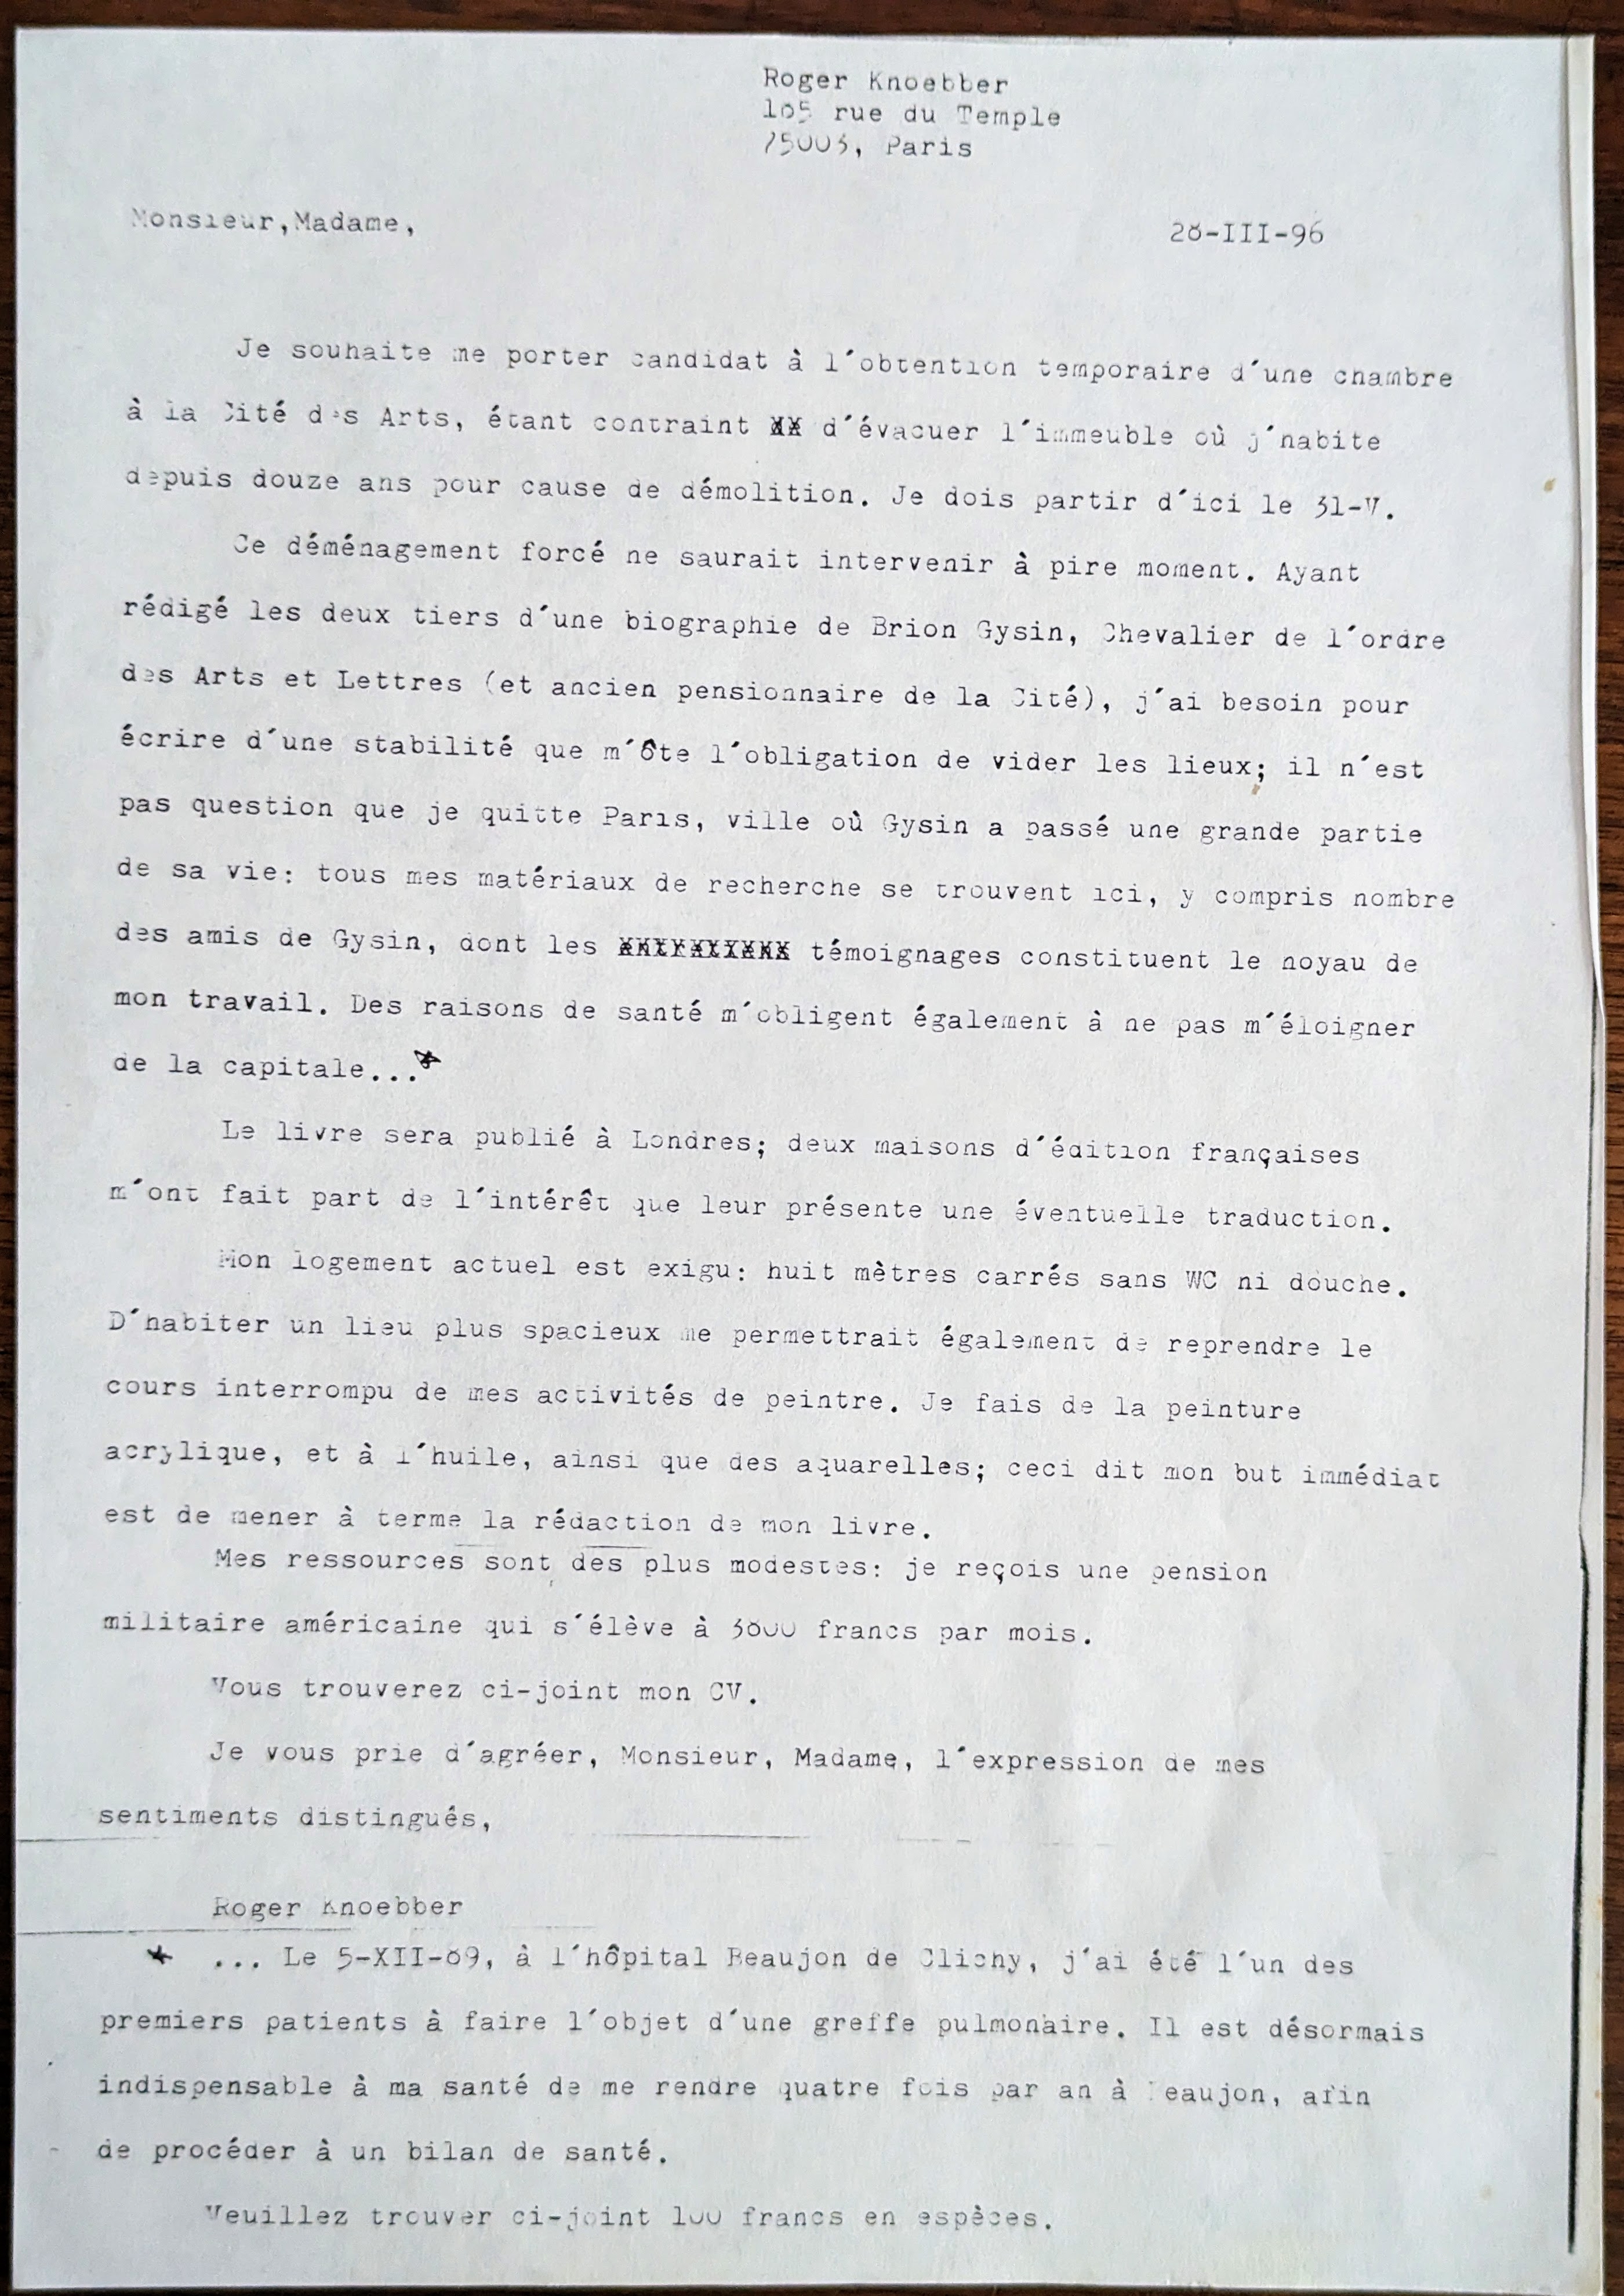 Roger Knoebber
105 rue du Temple
75003, Paris
Monsieur,Madame,
28-III-96
Je souhaite me porter candidat à l´obtention temporaire d´une chambre
à la Cité des Arts, étant contraint XX d´évacuer l´immeuble où j´habite
depuis douze ans pour cause de démolition. Je dois partir d´ici le 31-V.
Ce déménagement forcé ne saurait intervenir à pire moment. Ayant
rédigé les deux tiers d´une biographie de Brion Gysin, Chevalier de l´ordre
des Arts et Lettres (et ancien pensionnaire de la Cité), j´ai besoin pour
écrire d´une stabilité que m´ôte l´obligation de vider les lieux; il n´est
pas question que je quitte Paris, ville où Gysin a passé une grande partie
de sa vie: tous mes matériaux de recherche se trouvent ici, y compris nombre
des amis de Gysin, dont les témoignages constituent le noyau de
mon travail. Des raisons de santé m´obligent également à ne pas m´éloigner
de la capitale...*
Le livre sera publié à Londres; deux maisons d´édition françaises
m´ont fait part de l´intérêt que leur présente une éventuelle traduction.
Mon logement actuel est exigu: huit mètres carrés sans WC ni douche.
D´habiter un lieu plus spacieux me permettrait également de reprendre le
cours interrompu de mes activités de peintre. Je fais de la peinture
acrylique, et à l´huile, ainsi que des aquarelles; ceci dit mon but immédiat
est de mener à terme la rédaction de mon livre.
Mes ressources sont des plus modestes: je reçois une pension
militaire américaine qui s´élève à 3800 francs par mois.
Vous trouverez ci-joint mon CV.
Je vous prie d´agréer, Monsieur, Madame, l´expression de mes
sentiments distingués,
Roger Knoebber
* ... Le 5-XII-89, à l´hôpital Beaujon de Clichy, j´ai été l´un des
premiers patients à faire l´objet d´une greffe pulmonaire. Il est désormais
indispensable à ma santé de me rendre quatre fois par an à Beaujon, afin
de procéder à un bilan de santé.
Veuillez trouver ci-joint 100 francs en espèces.